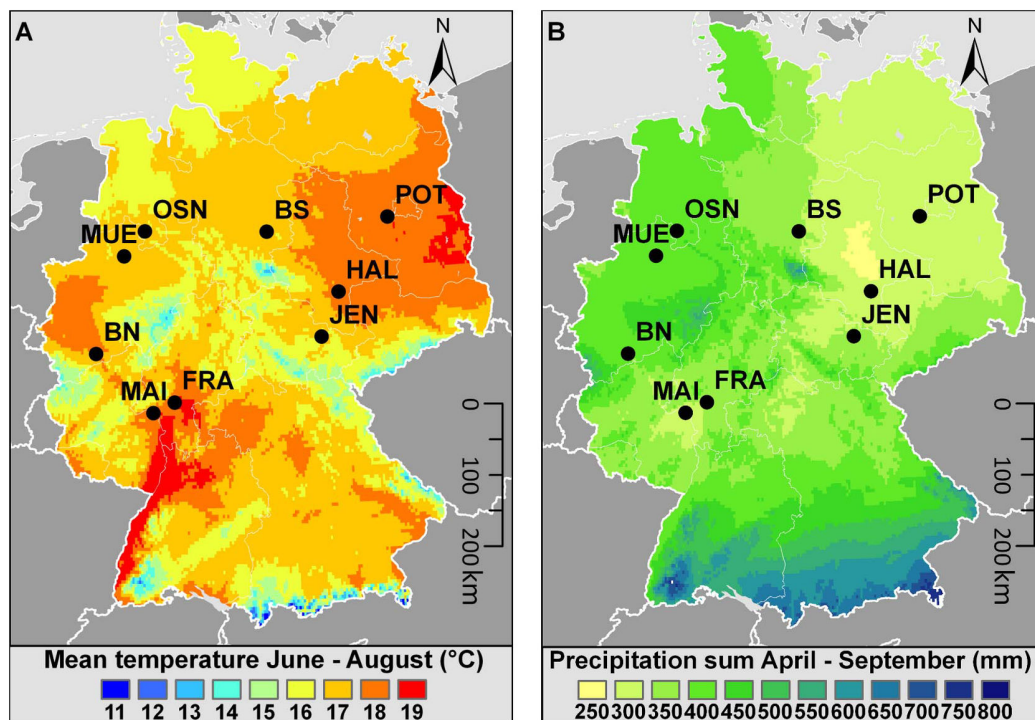 A
N
OSN
BS
POT
MUE
HAL
BN
JEN
MAI
FRA
0
100
200 km
Mean temperature June - August (°C)
11 12 13 14 15 16 17 18 19
B
N
OSN
BS
POT
MUE
HAL
BN
JEN
MAI
FRA
0
100
200 km
Precipitation sum April - September (mm)
250 300 350 400 450 500 550 600 650 700 750 800